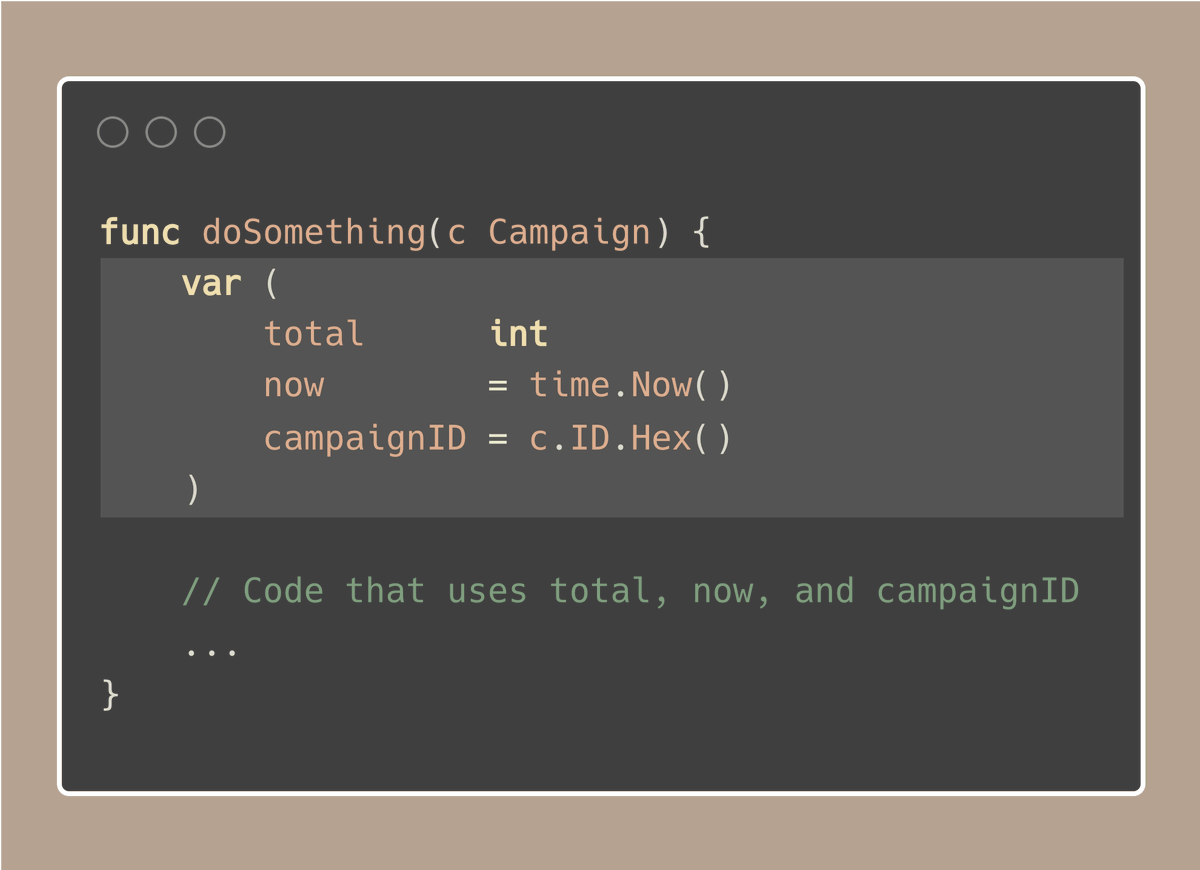 func doSomething(c Campaign) {
    var (
        total      int
        now        = time.Now()
        campaignID = c.ID.Hex()
    )

    // Code that uses total, now, and campaignID
    ...
}